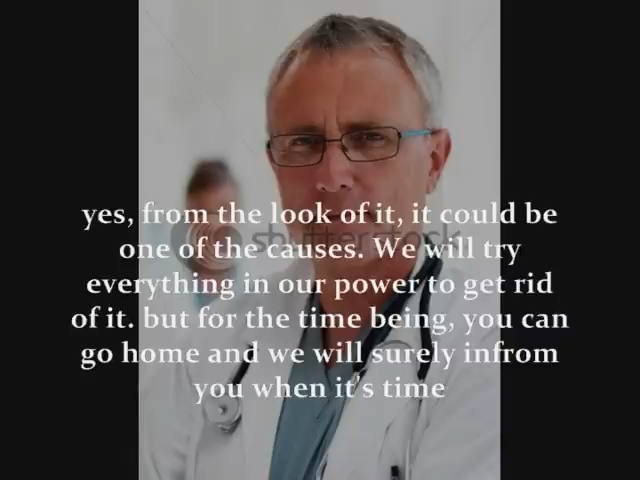 yes, from the look of it, it could be
one of the causes. We will try
everything in our power to get rid
of it. but for the time being, you can
go home and we will surely infrom
you when it's time
shutterstock